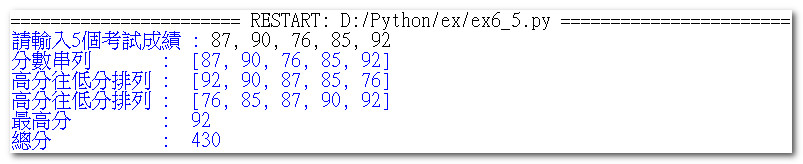 ====================== RESTART: D:/Python/ex/ex6_5.py ======================
請輸入5個考試成績 : 87, 90, 76, 85, 92
分數串列 : [87, 90, 76, 85, 92]
高分往低分排列 : [92, 90, 87, 85, 76]
高分往低分排列 : [76, 85, 87, 90, 92]
最高分 : 92
總分 : 430